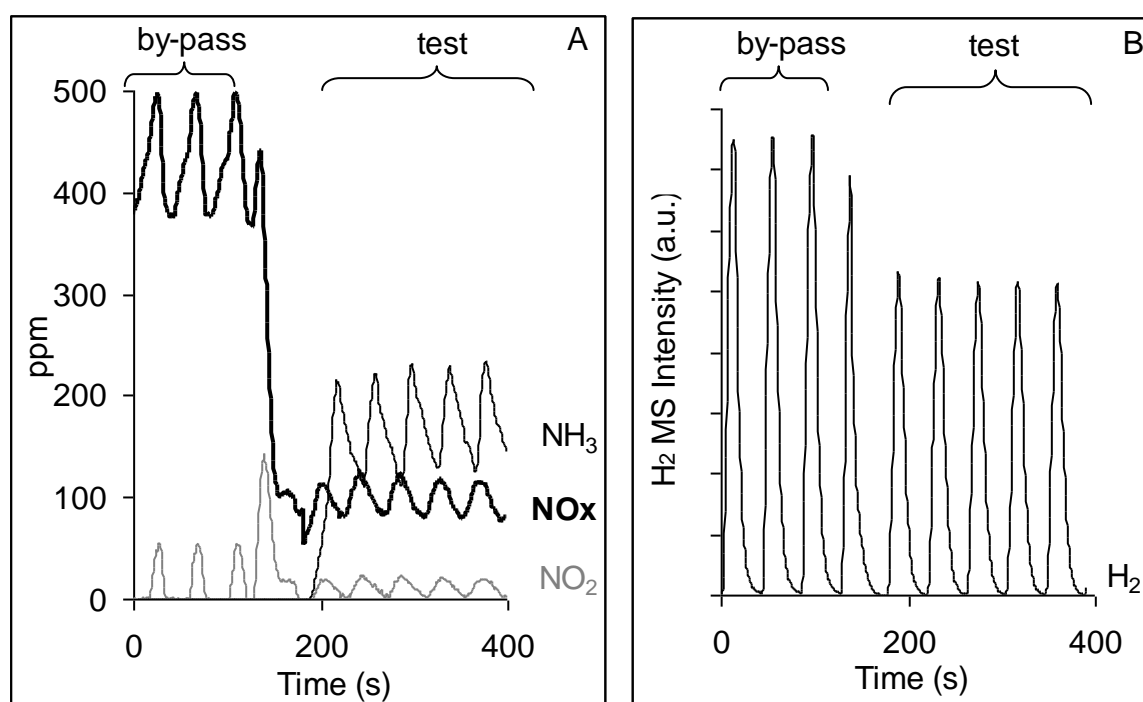 by-pass
test
A
500
400
300
200
100
0
ppm
NH3
NOx
NO2
0
200
400
Time (s)
by-pass
test
B
H2 MS Intensity (a.u.)
H2
0
200
400
Time (s)